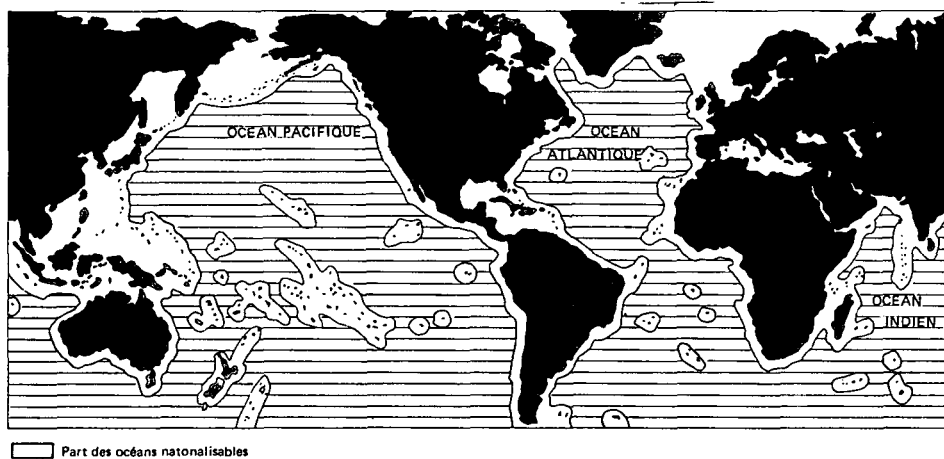 OCEAN PACIFIQUE
OCEAN
ATLANTIQUE
OCEAN
INDIEN
Part des océans natonalisables